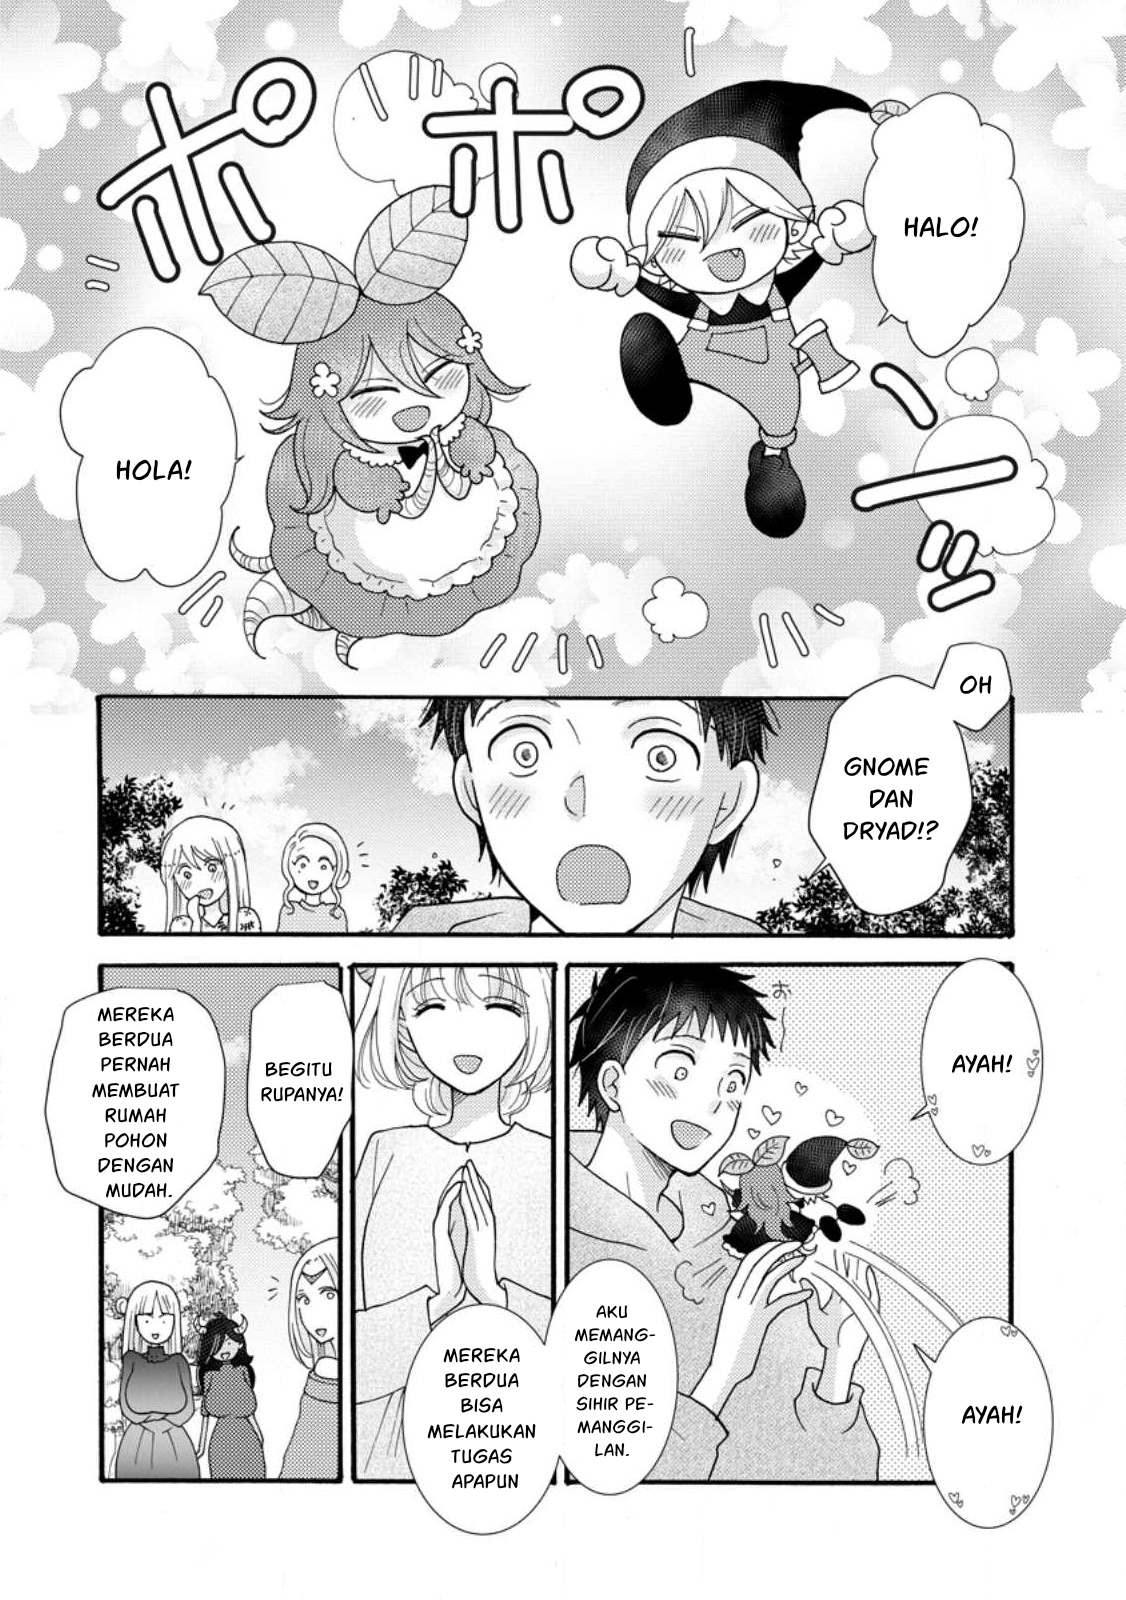 HALO!
ポポーッ
HOLA!
OH
GNOME
DAN
DRYAD!?
AYAH!
お
AYAH!
AKU
MEMANG-
GILNYA
DENGAN
SIHIR PE-
MANGGI-
LAN.
MEREKA
BERDUA
BISA
MELAKUKAN
TUGAS
APAPUN
BEGITU
RUPANYA!
MEREKA
BERDUA
PERNAH
MEMBUAT
RUMAH
POHON
DENGAN
MUDAH.